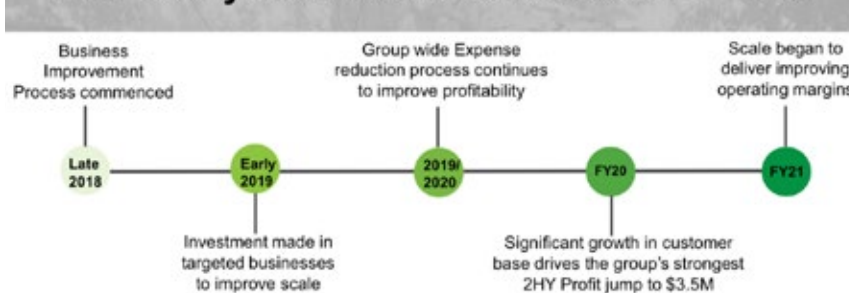 Business
Improvement
Process commenced
Group wide Expense
reduction process continues
to improve profitability
Scale began to
deliver improving
operating margins
Late
2018
Early
2019
2019/
2020
FY20
FY21
Investment made in
targeted businesses
to improve scale
Significant growth in customer
base drives the group's strongest
2HY Profit jump to $3.5M